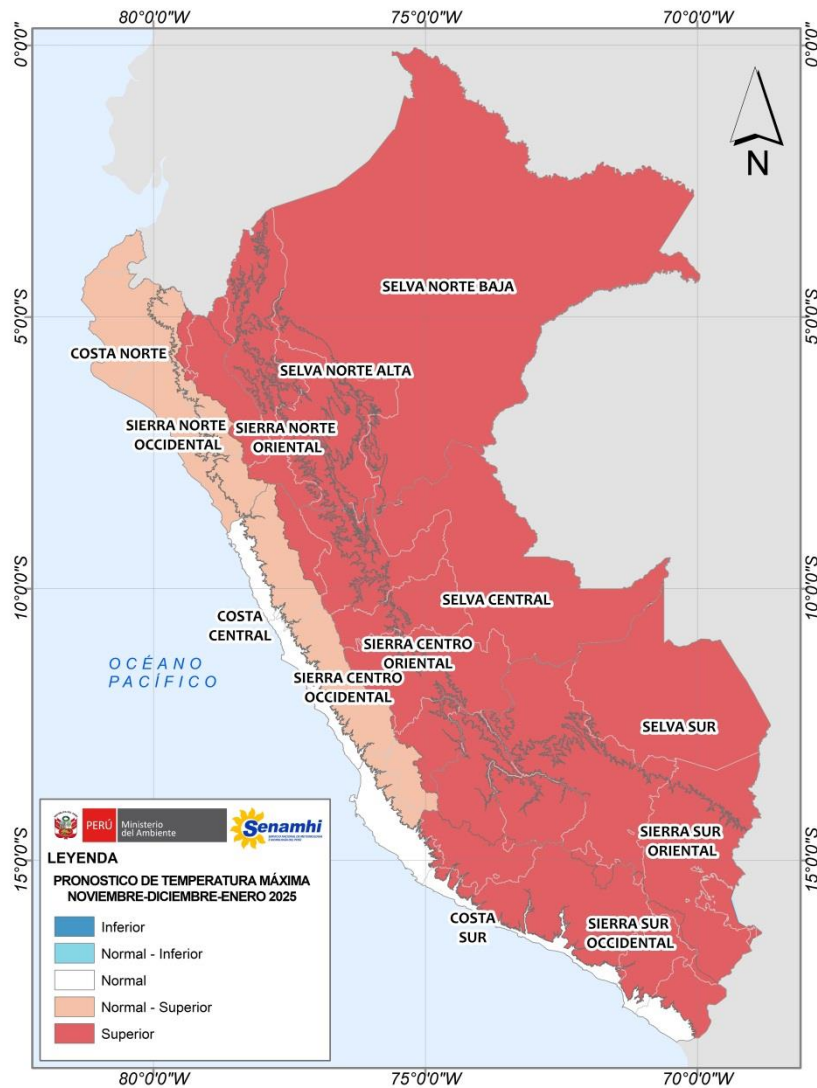 80°0'0"W 75°0'0"W 70°0'0"W
0°0'0"
0°0'0"
N
SELVA NORTE BAJA
5°0'0"S
5°0'0"S
COSTA NORTE
SELVA NORTE ALTA
SIERRA NORTE
OCCIDENTAL
SIERRA NORTE
ORIENTAL
10°0'0"S
10°0'0"S
SELVA CENTRAL
COSTA
CENTRAL
SIERRA CENTRO
ORIENTAL
OCÉANO
PACÍFICO
SIERRA CENTRO
OCCIDENTAL
SELVA SUR
SIERRA SUR
ORIENTAL
15°0'0"S
15°0'0"S
COSTA
SUR
SIERRA SUR
OCCIDENTAL
PERÚ
Ministerio
del Ambiente
Senamhi
LEYENDA
PRONOSTICO DE TEMPERATURA MÁXIMA
NOVIEMBRE-DICIEMBRE-ENERO 2025
Inferior
Normal - Inferior
Normal
Normal - Superior
Superior
80°0'0"W 75°0'0"W 70°0'0"W